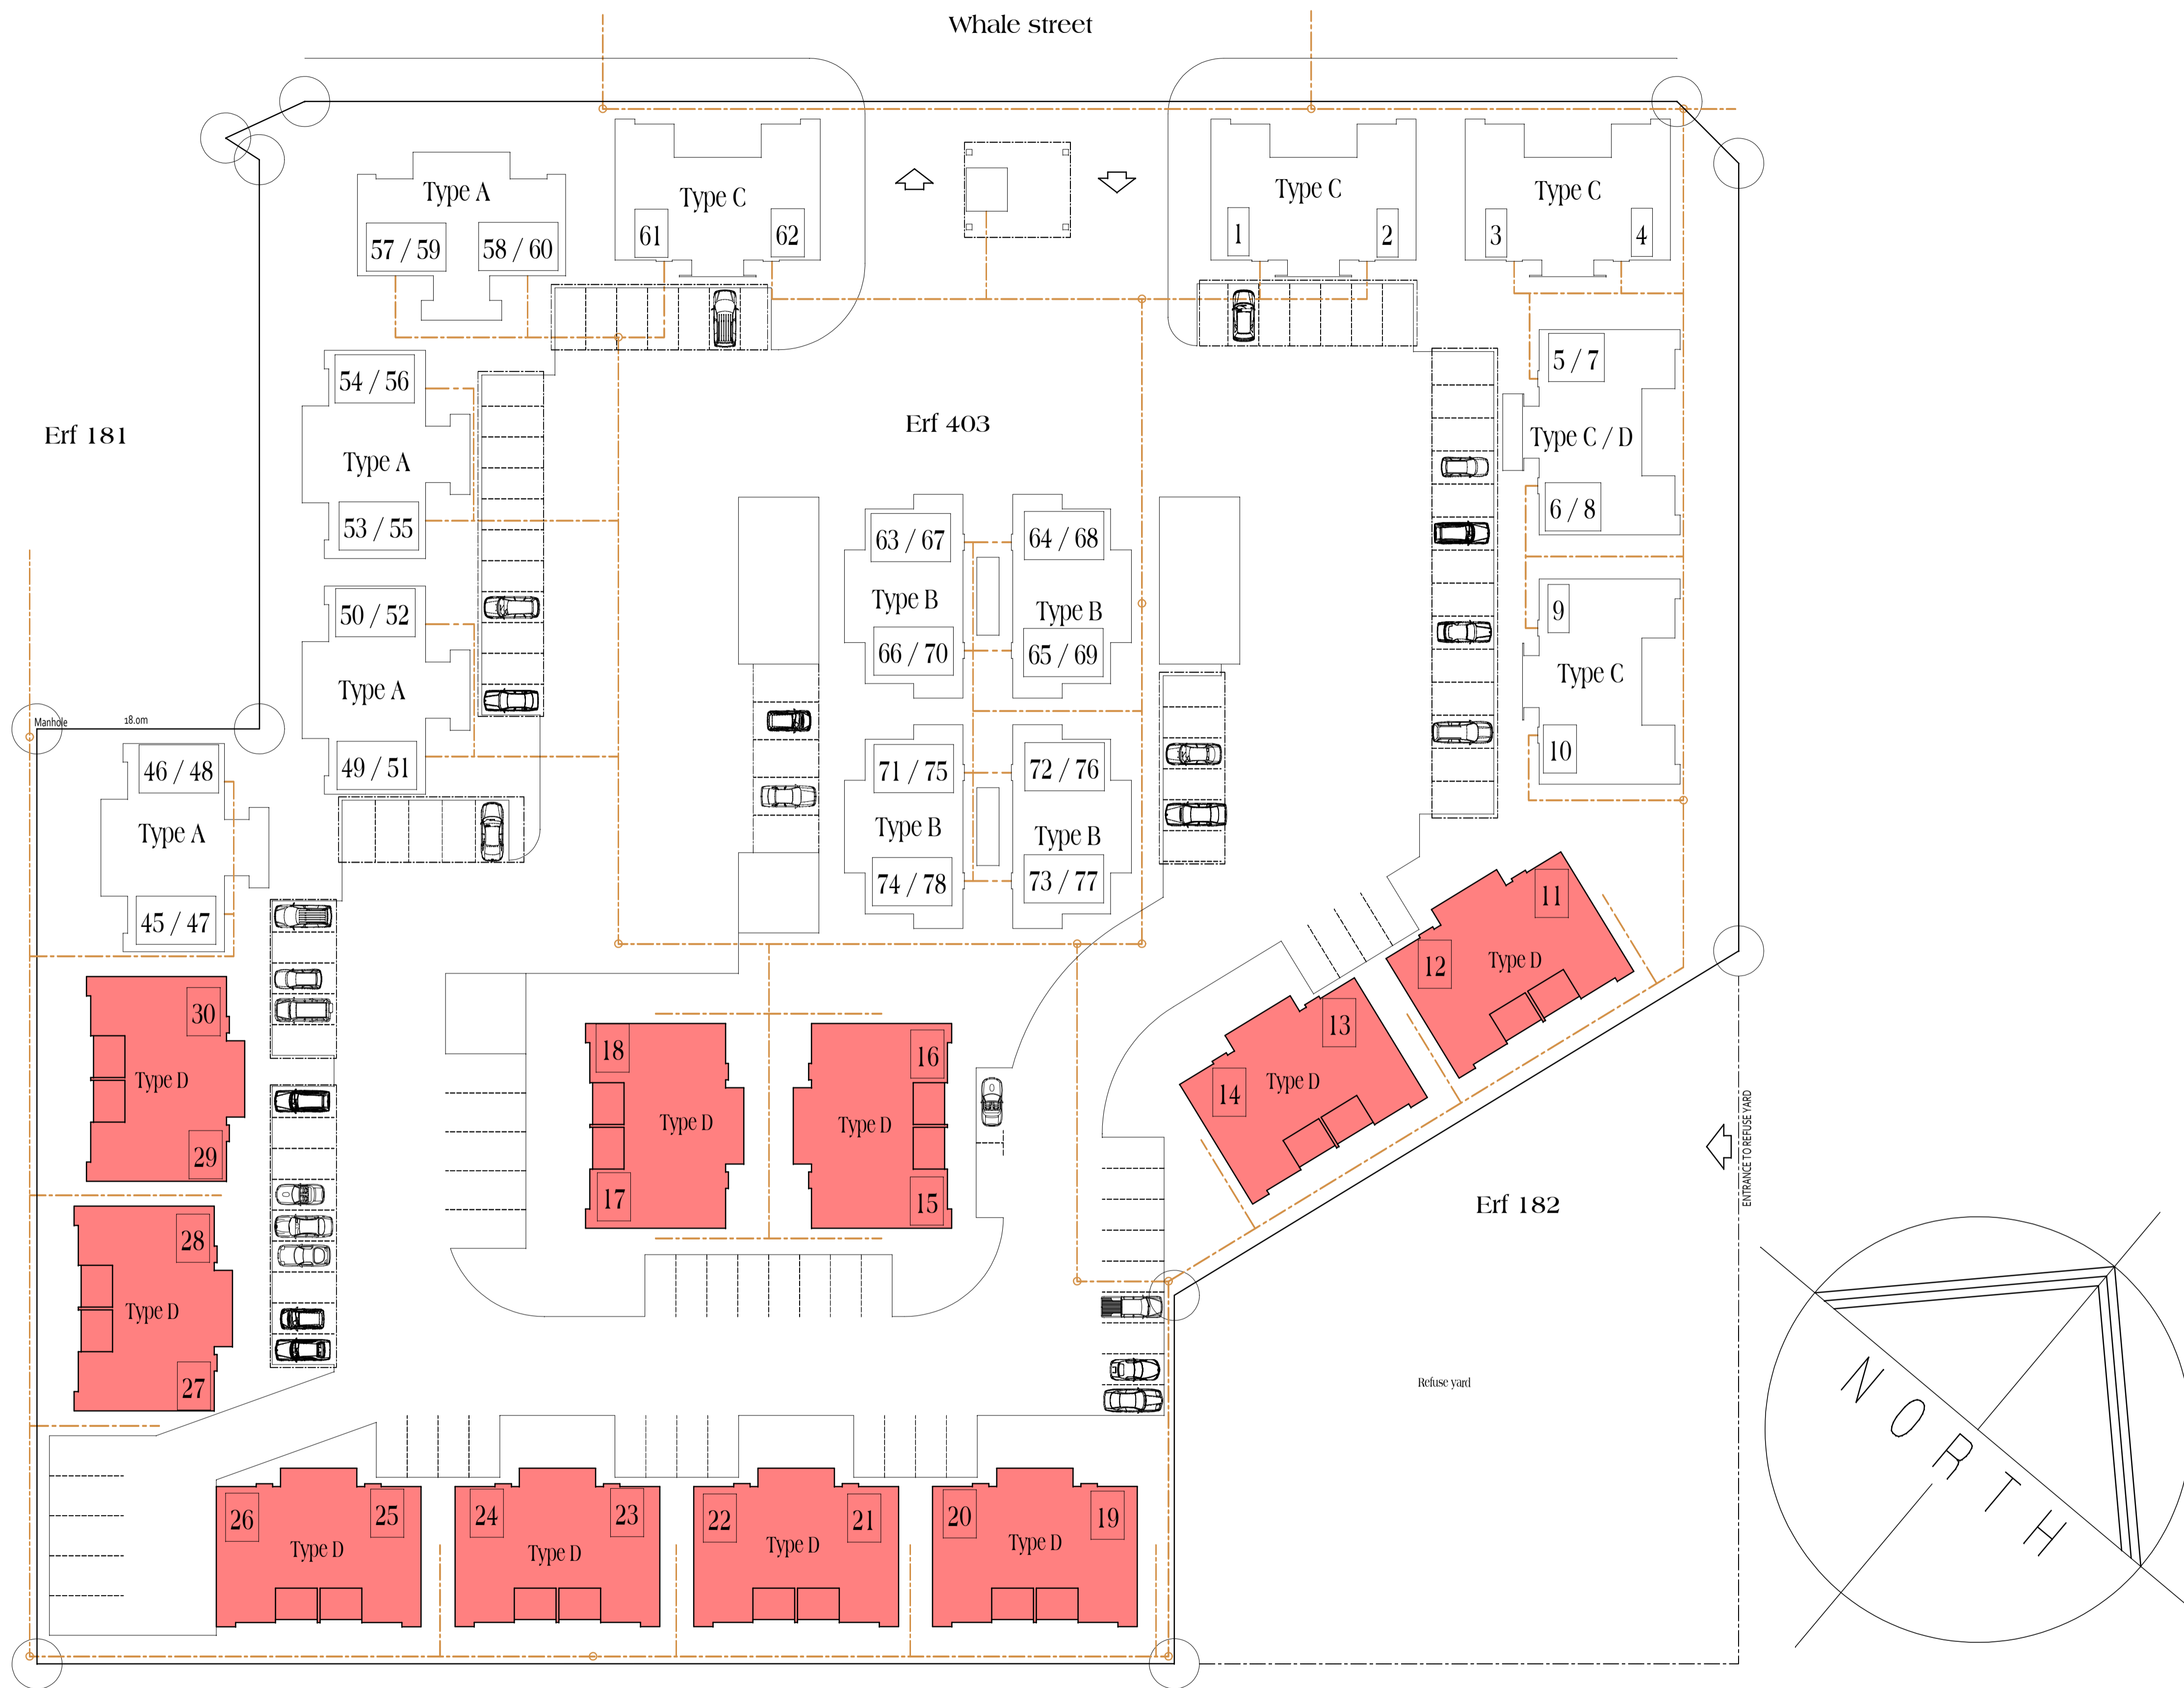 Whale street
Type A
57 / 59
58 / 60
Type C
61
62
Type C
1
2
Type C
3
4
54 / 56
Type A
53 / 55
Erf 181
Erf 403
5 / 7
Type C / D
6 / 8
63 / 67
Type B
66 / 70
64 / 68
Type B
65 / 69
50 / 52
Type A
49 / 51
9
Type C
10
Manhole
18.0m
46 / 48
Type A
45 / 47
71 / 75
Type B
74 / 78
72 / 76
Type B
73 / 77
11
12
Type D
13
14
Type D
30
Type D
29
18
Type D
17
16
Type D
15
ENTRANCE TO REFUSE YARD
Erf 182
28
Type D
27
Refuse yard
NORTH
26
25
Type D
24
23
Type D
22
21
Type D
20
19
Type D